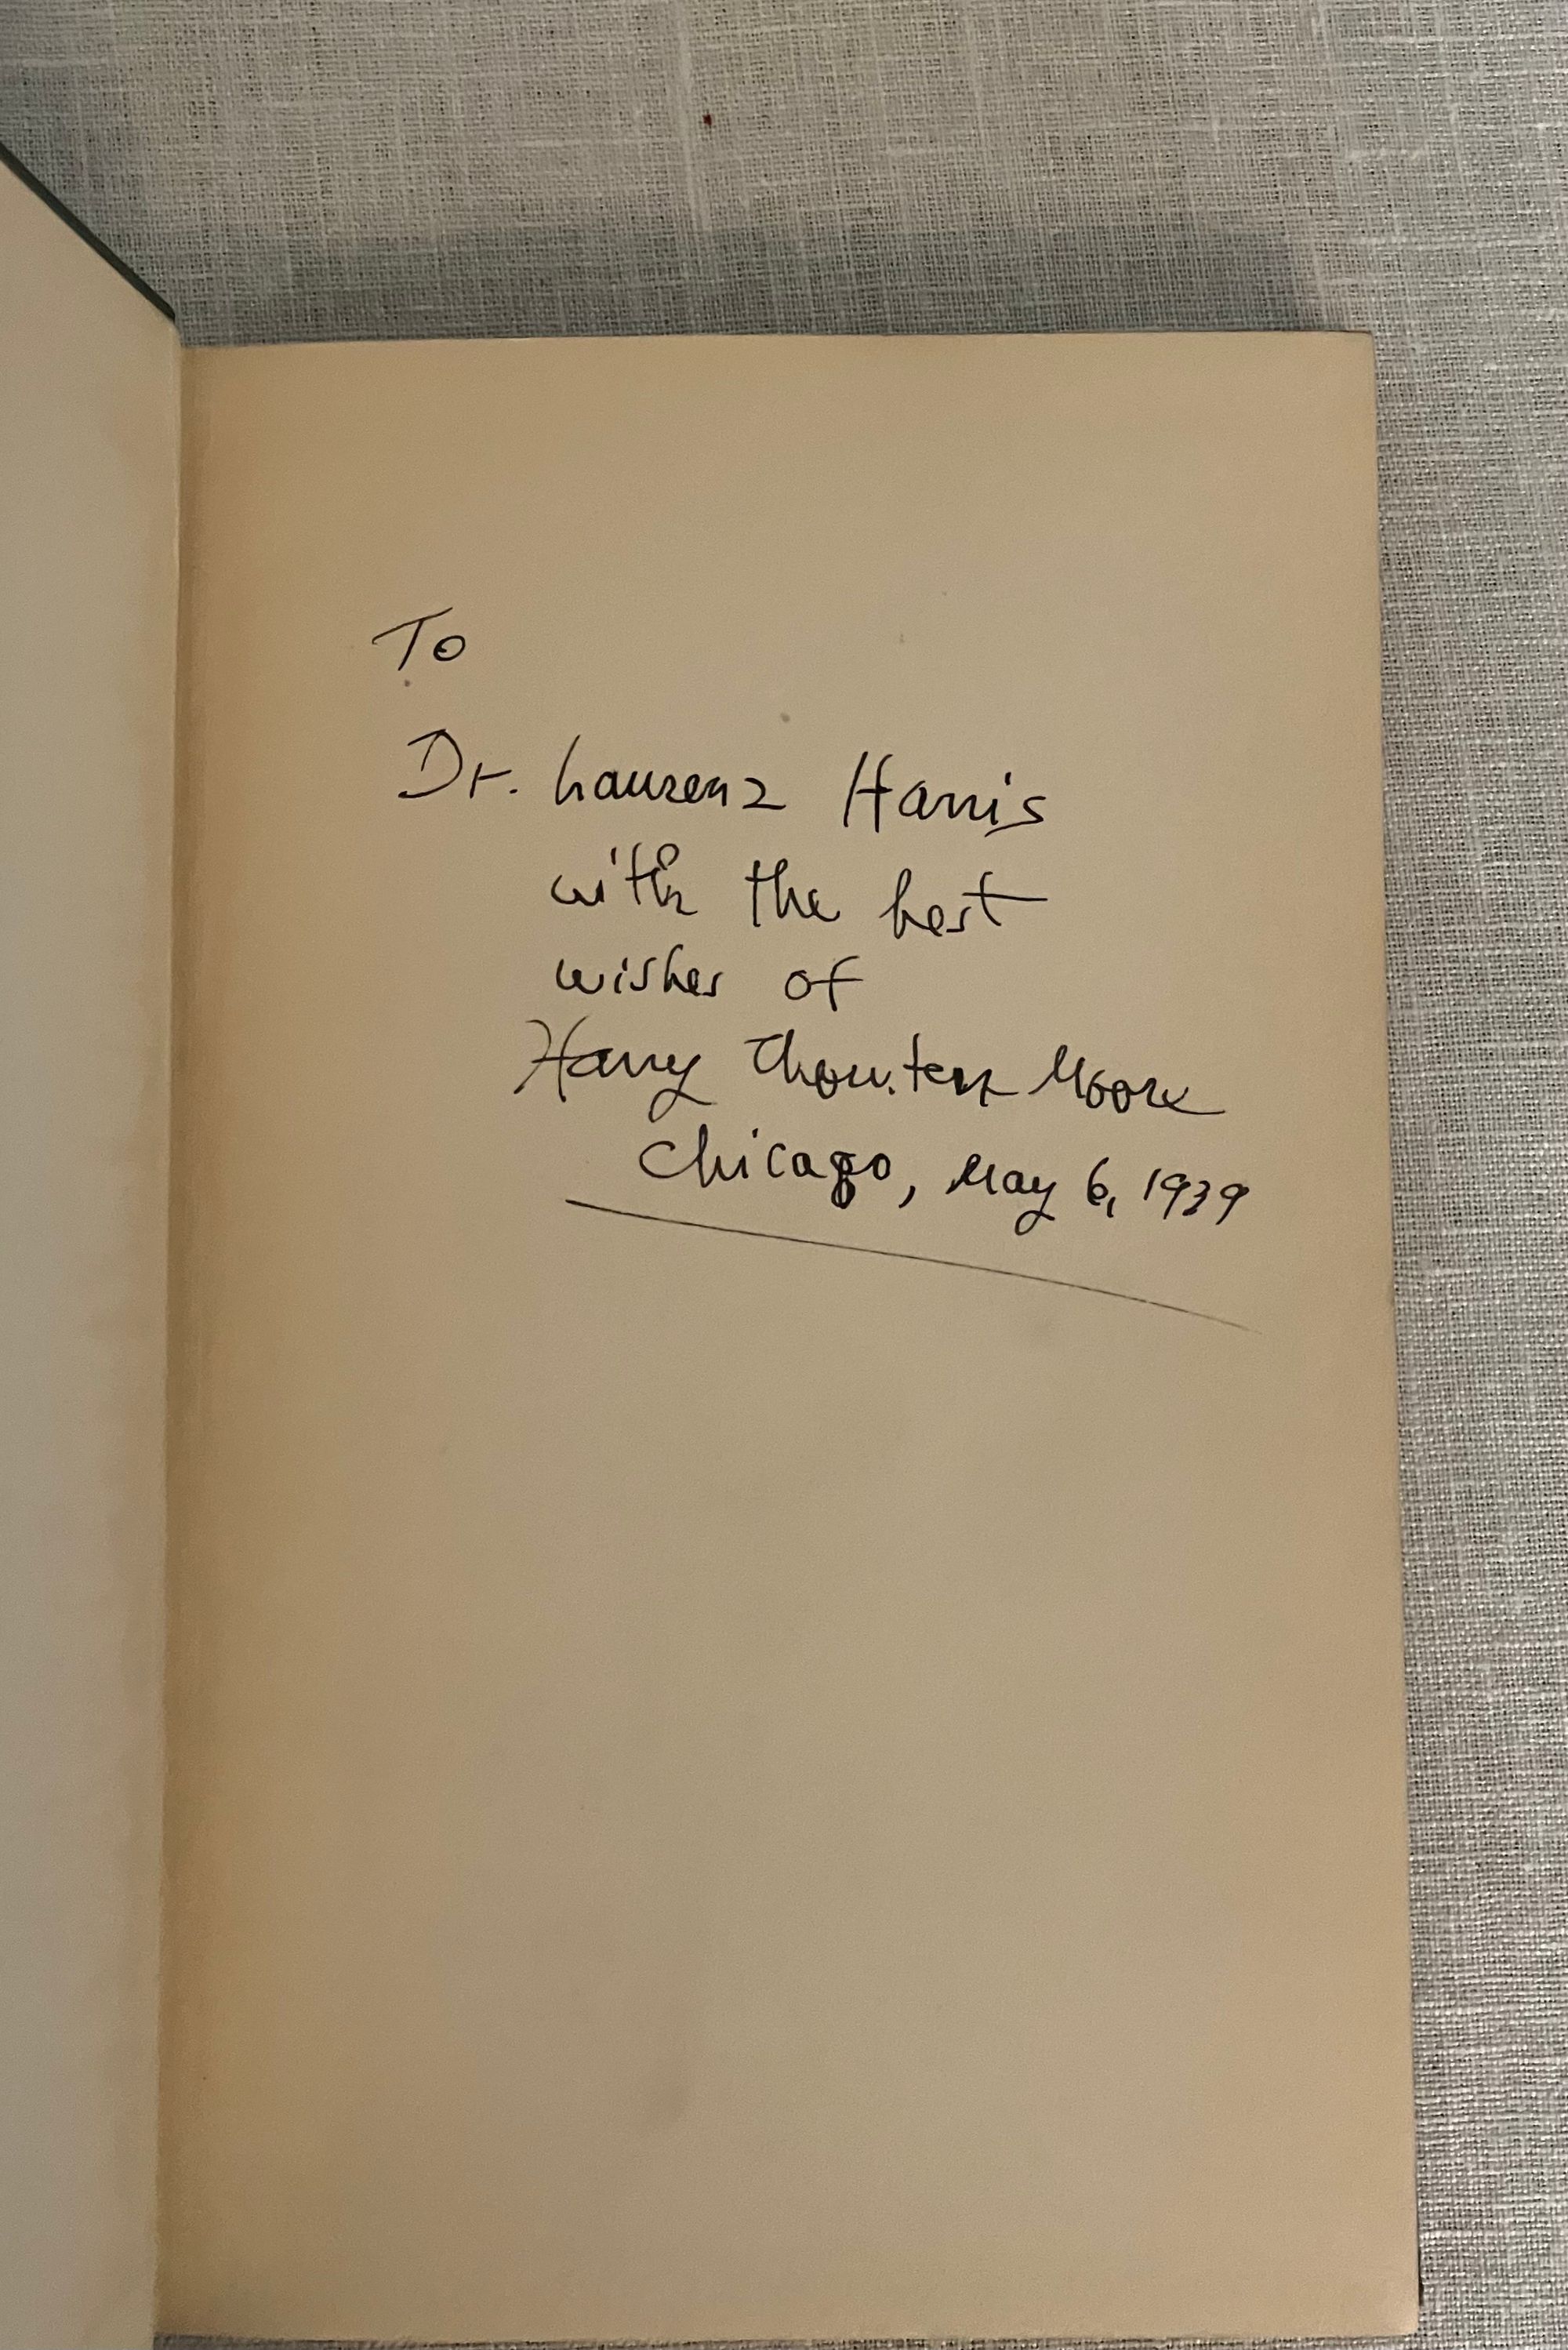 To
Dr. Laurenz Harris
with the best
wishes of
Harry Thornton Moore
Chicago, May 6, 1939